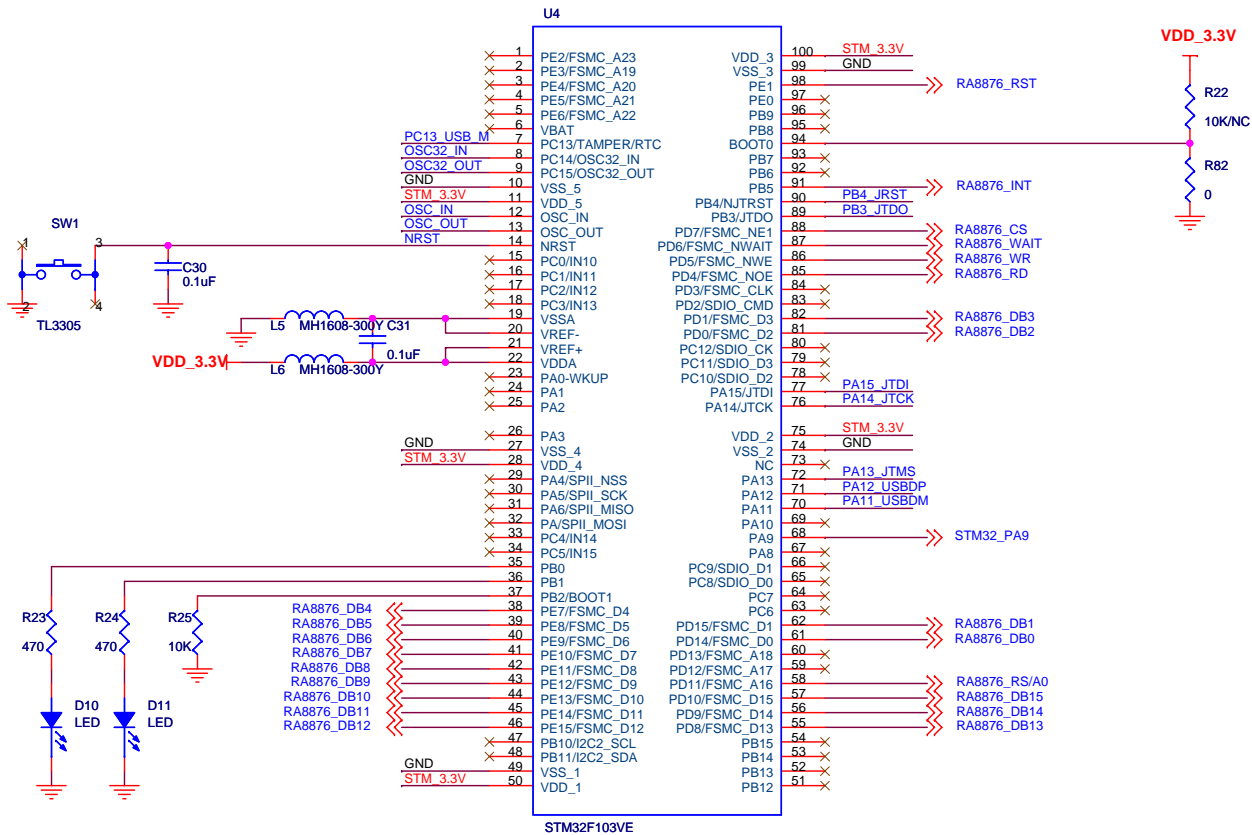 U4
VDD_3.3V
R22
10K/NC
R82
0
1 PE2/FSMC_A23
2 PE3/FSMC_A19
3 PE4/FSMC_A20
4 PE5/FSMC_A21
5 PE6/FSMC_A22
6 VBAT
PC13_USB_M 7 PC13/TAMPER/RTC
OSC32_IN 8 PC14/OSC32_IN
OSC32_OUT 9 PC15/OSC32_OUT
GND 10 VSS_5
STM_3.3V 11 VDD_5
OSC_IN 12 OSC_IN
OSC_OUT 13 OSC_OUT
NRST 14 NRST
15 PC0/IN10
16 PC1/IN11
17 PC2/IN12
18 PC3/IN13
19 VSSA
20 VREF-
21 VREF+
22 VDDA
23 PA0-WKUP
24 PA1
25 PA2
26 PA3
GND 27 VSS_4
STM_3.3V 28 VDD_4
29 PA4/SPII_NSS
30 PA5/SPII_SCK
31 PA6/SPII_MISO
32 PA/SPII_MOSI
33 PC4/IN14
34 PC5/IN15
35 PB0
36 PB1
37 PB2/BOOT1
RA8876_DB4 38 PE7/FSMC_D4
RA8876_DB5 39 PE8/FSMC_D5
RA8876_DB6 40 PE9/FSMC_D6
RA8876_DB7 41 PE10/FSMC_D7
RA8876_DB8 42 PE11/FSMC_D8
RA8876_DB9 43 PE12/FSMC_D9
RA8876_DB10 44 PE13/FSMC_D10
RA8876_DB11 45 PE14/FSMC_D11
RA8876_DB12 46 PE15/FSMC_D12
47 PB10/I2C2_SCL
48 PB11/I2C2_SDA
GND 49 VSS_1
STM_3.3V 50 VDD_1
VDD_3 100 STM_3.3V
VSS_3 99 GND
PE1 98 RA8876_RST
PE0 97
PB9 96
PB8 95
BOOT0 94
PB7 93
PB6 92
PB5 91 RA8876_INT
PB4/NJTRST 90 PB4_JRST
PB3/JTDO 89 PB3_JTDO
PD7/FSMC_NE1 88 RA8876_CS
PD6/FSMC_NWAIT 87 RA8876_WAIT
PD5/FSMC_NWE 86 RA8876_WR
PD4/FSMC_NOE 85 RA8876_RD
PD3/FSMC_CLK 84
PD2/SDIO_CMD 83
PD1/FSMC_D3 82 RA8876_DB3
PD0/FSMC_D2 81 RA8876_DB2
PC12/SDIO_CK 80
PC11/SDIO_D3 79
PC10/SDIO_D2 78
PA15/JTDI 77 PA15_JTDI
PA14/JTCK 76 PA14_JTCK
VDD_2 75 STM_3.3V
VSS_2 74 GND
NC 73
PA13 72 PA13_JTMS
PA12 71 PA12_USBDP
PA11 70 PA11_USBDM
PA10 69
PA9 68 STM32_PA9
PA8 67
PC9/SDIO_D1 66
PC8/SDIO_D0 65
PC7 64
PC6 63
PD15/FSMC_D1 62 RA8876_DB1
PD14/FSMC_D0 61 RA8876_DB0
PD13/FSMC_A18 60
PD12/FSMC_A17 59
PD11/FSMC_A16 58 RA8876_RS/A0
PD10/FSMC_D15 57 RA8876_DB15
PD9/FSMC_D14 56 RA8876_DB14
PD8/FSMC_D13 55 RA8876_DB13
PB15 54
PB14 53
PB13 52
PB12 51
SW1
1 3
2 4
TL3305
C30
0.1uF
L5 MH1608-300Y C31
0.1uF
VDD_3.3V
L6 MH1608-300Y
R23
470
R24
470
R25
10K
D10
LED
D11
LED
STM32F103VE